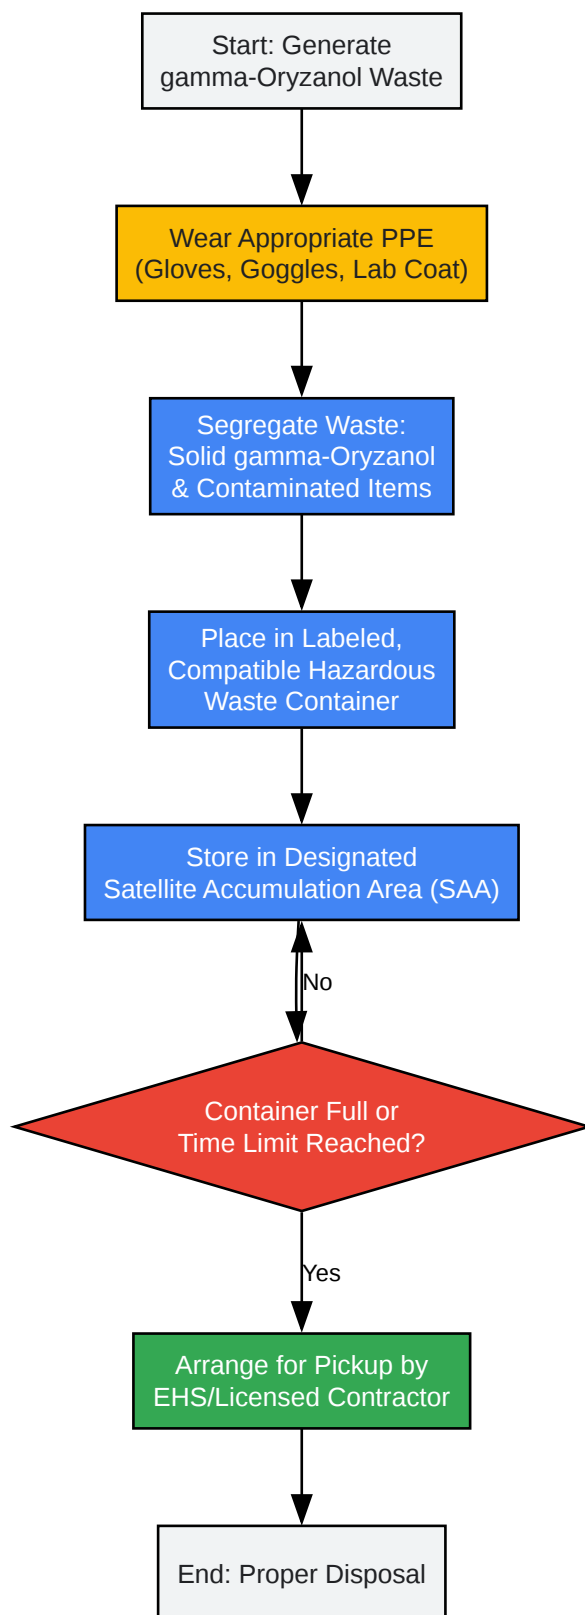 Start: Generate
gamma-Oryzanol Waste
Wear Appropriate PPE
(Gloves, Goggles, Lab Coat)
Segregate Waste:
Solid gamma-Oryzanol
& Contaminated Items
Place in Labeled,
Compatible Hazardous
Waste Container
Store in Designated
Satellite Accumulation Area (SAA)
No
Container Full or
Time Limit Reached?
Yes
Arrange for Pickup by
EHS/Licensed Contractor
End: Proper Disposal